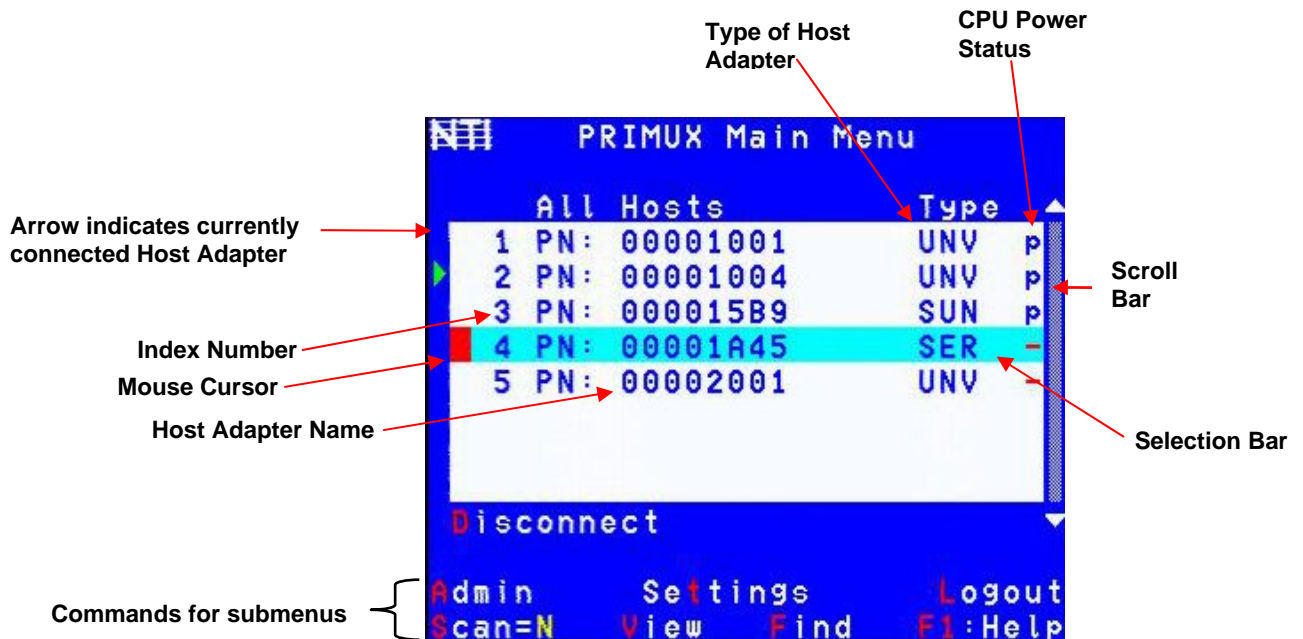 Type of Host
Adapter
CPU Power
Status
NTI PRIMUX Main Menu
All Hosts Type
Arrow indicates currently
connected Host Adapter
1 PN: 00001001 UNV p
2 PN: 00001004 UNV p
Scroll
Bar
3 PN: 000015B9 SUN p
Index Number
4 PN: 00001A45 SER -
Mouse Cursor
5 PN: 00002001 UNV -
Host Adapter Name
Selection Bar
Disconnect
Commands for submenus
Admin Settings Logout
Scan=N View Find F1:Help